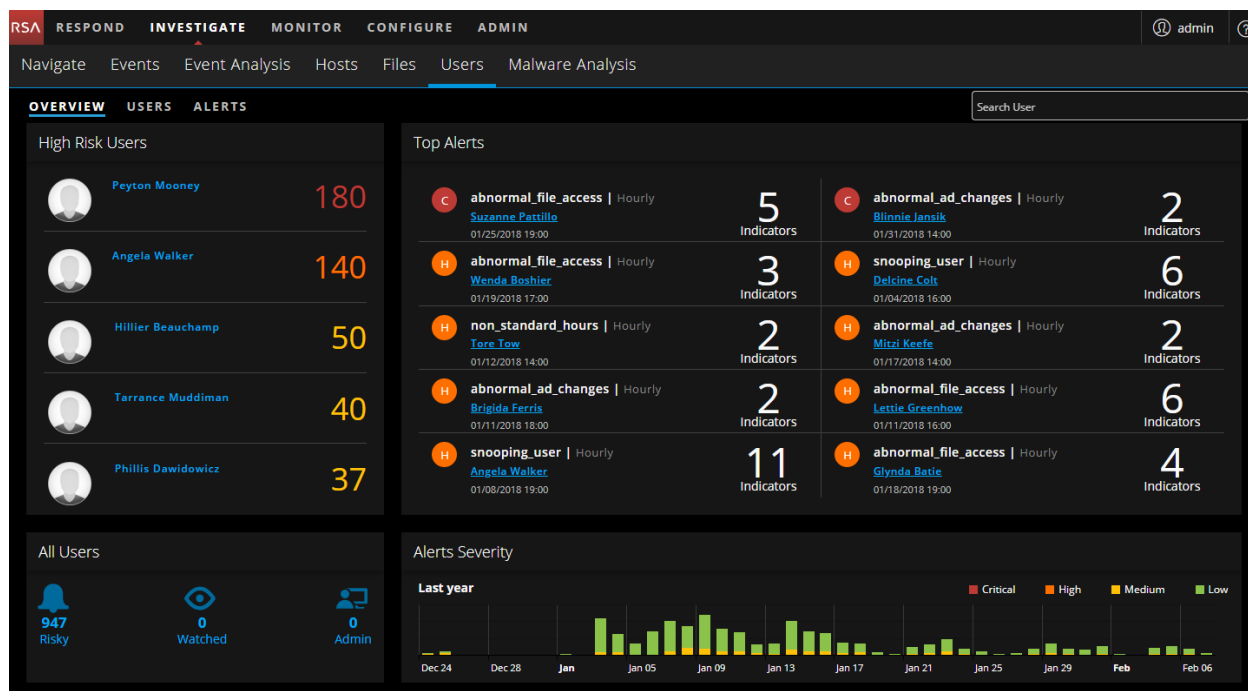 RSA RESPOND INVESTIGATE MONITOR CONFIGURE ADMIN admin ?
Navigate Events Event Analysis Hosts Files Users Malware Analysis
OVERVIEW USERS ALERTS Search User
High Risk Users
Peyton Mooney 180
Angela Walker 140
Hillier Beauchamp 50
Tarrance Muddiman 40
Phillis Dawidowicz 37
Top Alerts
C abnormal_file_access | Hourly
Suzanne Pattillo
01/25/2018 19:00
5
Indicators
C abnormal_ad_changes | Hourly
Blinnie Jansik
01/31/2018 14:00
2
Indicators
H abnormal_file_access | Hourly
Wenda Boshier
01/19/2018 17:00
3
Indicators
H snooping_user | Hourly
Delcine Colt
01/04/2018 16:00
6
Indicators
H non_standard_hours | Hourly
Tore Tow
01/12/2018 14:00
2
Indicators
H abnormal_ad_changes | Hourly
Mitzi Keefe
01/17/2018 14:00
2
Indicators
H abnormal_ad_changes | Hourly
Brigida Ferris
01/11/2018 18:00
2
Indicators
H abnormal_file_access | Hourly
Lettie Greenhow
01/11/2018 16:00
6
Indicators
H snooping_user | Hourly
Angela Walker
01/08/2018 19:00
11
Indicators
H abnormal_file_access | Hourly
Glynda Batie
01/18/2018 19:00
4
Indicators
All Users
947 0 0
Risky Watched Admin
Alerts Severity
Last year Critical High Medium Low
Dec 24 Dec 28 Jan Jan 05 Jan 09 Jan 13 Jan 17 Jan 21 Jan 25 Jan 29 Feb Feb 06